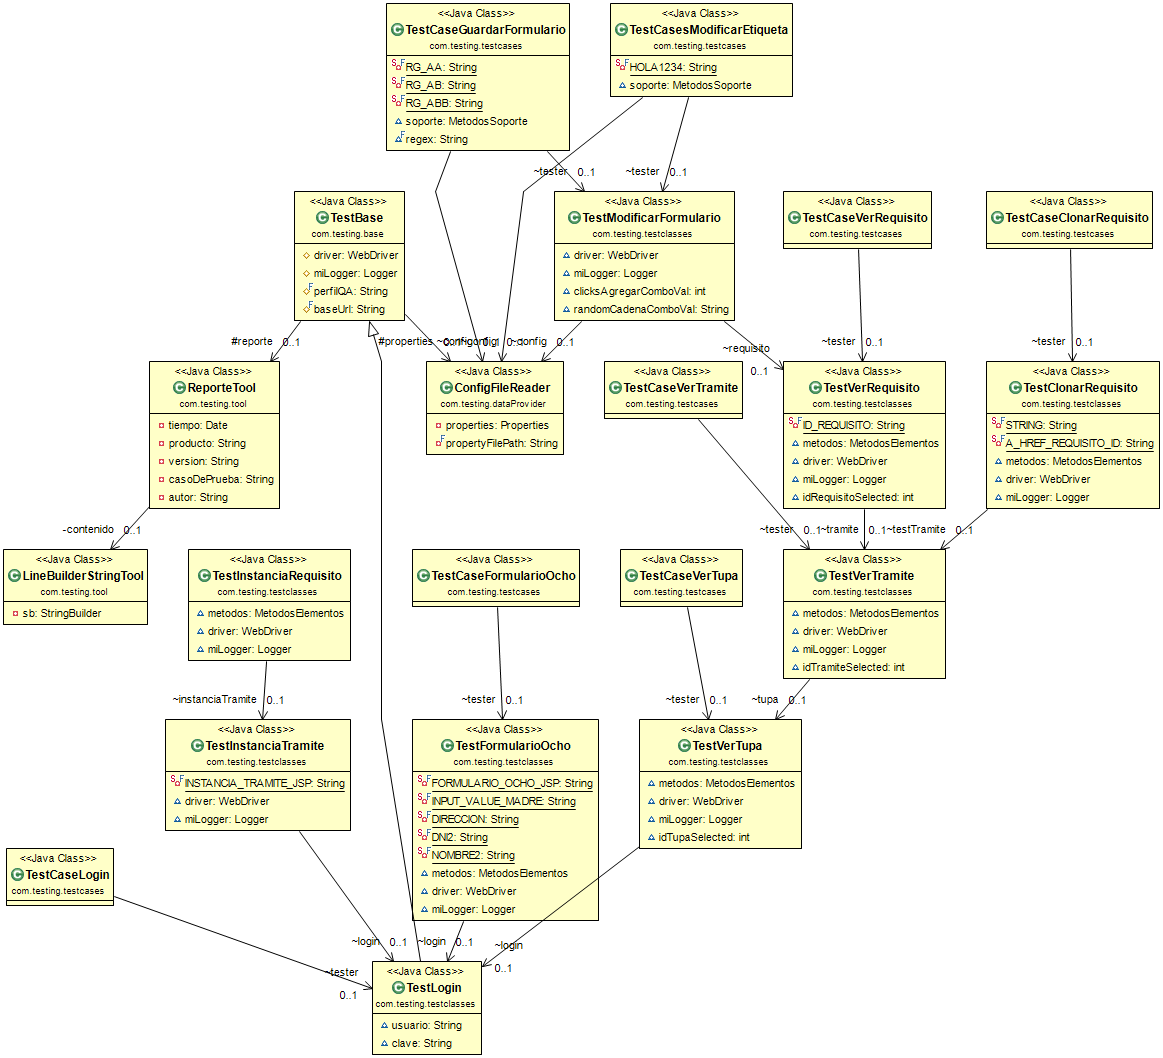 <<Java Class>>
TestCaseGuardarFormulario
com.testing.testcases
RG_AA: String
RG_AB: String
RG_ABB: String
soporte: MetodosSoporte
regex: String
<<Java Class>>
TestCasesModificarEtiqueta
com.testing.testcases
HOLA1234: String
soporte: MetodosSoporte
~tester 0..1
~tester 0..1
<<Java Class>>
TestBase
com.testing.base
driver: WebDriver
miLogger: Logger
perfilQA: String
baseUrl: String
<<Java Class>>
TestModificarFormulario
com.testing.testclasses
driver: WebDriver
miLogger: Logger
clicksAgregarComboVal: int
randomCadenaComboVal: String
<<Java Class>>
TestCaseVerRequisito
com.testing.testcases
<<Java Class>>
TestCaseClonarRequisito
com.testing.testcases
#reporte 0..1
#properties
~config
~config 0..1
~requisito
0..1
~tester 0..1
~tester 0..1
<<Java Class>>
ReporteTool
com.testing.tool
tiempo: Date
producto: String
version: String
casoDePrueba: String
autor: String
<<Java Class>>
ConfigFileReader
com.testing.dataProvider
properties: Properties
propertyFilePath: String
<<Java Class>>
TestCaseVerTramite
com.testing.testcases
<<Java Class>>
TestVerRequisito
com.testing.testclasses
ID_REQUISITO: String
metodos: MetodosElementos
driver: WebDriver
miLogger: Logger
idRequisitoSelected: int
<<Java Class>>
TestClonarRequisito
com.testing.testclasses
STRING: String
A_HREF_REQUISITO_ID: String
metodos: MetodosElementos
driver: WebDriver
miLogger: Logger
-contenido 0..1
~tester 0..1
~tramite 0..1
~testTramite 0..1
<<Java Class>>
LineBuilderStringTool
com.testing.tool
sb: StringBuilder
<<Java Class>>
TestInstanciaRequisito
com.testing.testclasses
metodos: MetodosElementos
driver: WebDriver
miLogger: Logger
<<Java Class>>
TestCaseFormularioOcho
com.testing.testcases
<<Java Class>>
TestCaseVerTupa
com.testing.testcases
<<Java Class>>
TestVerTramite
com.testing.testclasses
metodos: MetodosElementos
driver: WebDriver
miLogger: Logger
idTramiteSelected: int
~instanciaTramite 0..1
~tester 0..1
~tester 0..1
~tupa 0..1
<<Java Class>>
TestInstanciaTramite
com.testing.testclasses
INSTANCIA_TRAMITE_JSP: String
driver: WebDriver
miLogger: Logger
<<Java Class>>
TestFormularioOcho
com.testing.testclasses
FORMULARIO_OCHO_JSP: String
INPUT_VALUE_MADRE: String
DIRECCION: String
DNI2: String
NOMBRE2: String
metodos: MetodosElementos
driver: WebDriver
miLogger: Logger
<<Java Class>>
TestVerTupa
com.testing.testclasses
metodos: MetodosElementos
driver: WebDriver
miLogger: Logger
idTupaSelected: int
<<Java Class>>
TestCaseLogin
com.testing.testcases
~login 0..1
~login 0..1
~login
0..1
~tester
0..1
<<Java Class>>
TestLogin
com.testing.testclasses
usuario: String
clave: String